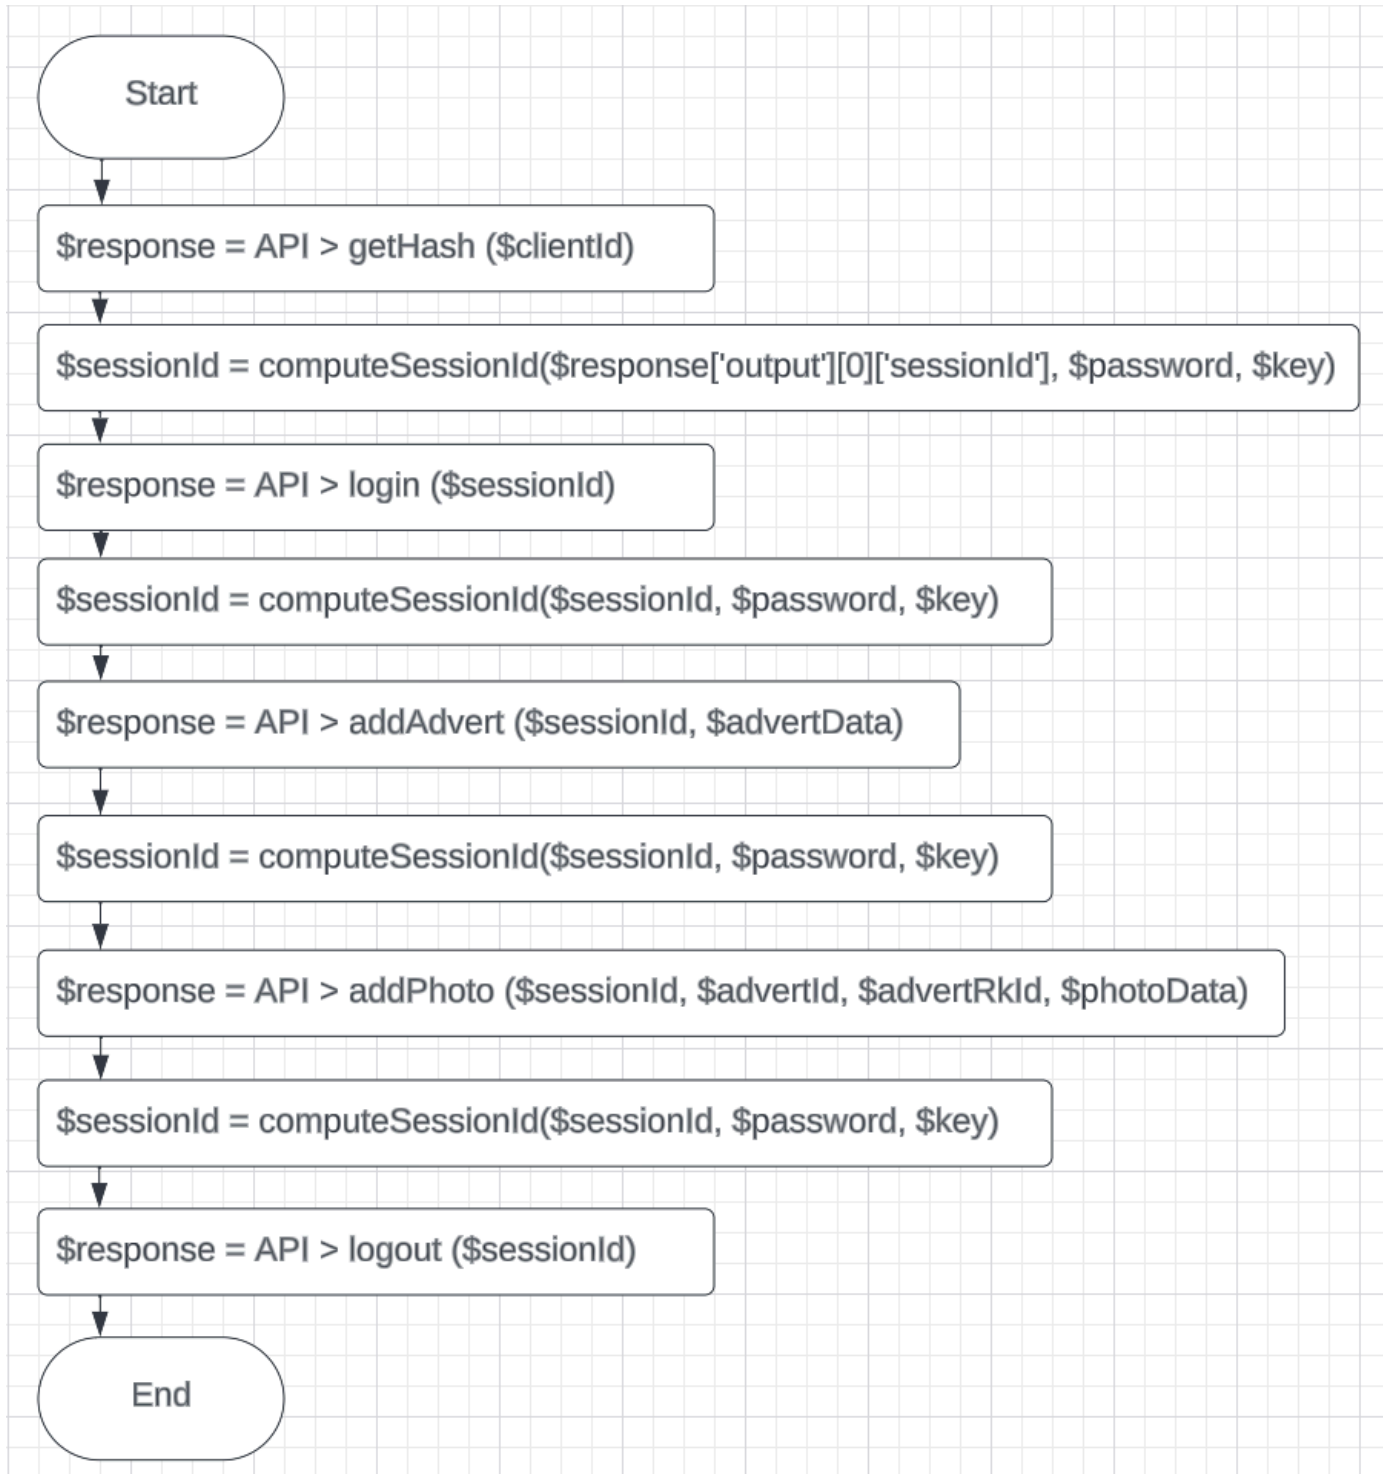 Start
$response = API > getHash ($clientId)
$sessionId = computeSessionId($response['output'][0]['sessionId'], $password, $key)
$response = API > login ($sessionId)
$sessionId = computeSessionId($sessionId, $password, $key)
$response = API > addAdvert ($sessionId, $advertData)
$sessionId = computeSessionId($sessionId, $password, $key)
$response = API > addPhoto ($sessionId, $advertId, $advertRkId, $photoData)
$sessionId = computeSessionId($sessionId, $password, $key)
$response = API > logout ($sessionId)
End